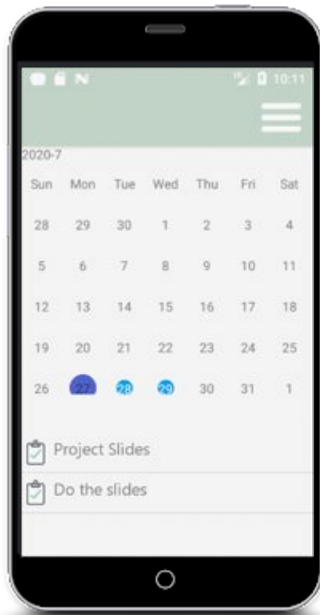 10:11
2020-7
Sun Mon Tue Wed Thu Fri Sat
28 29 30 1 2 3 4
5 6 7 8 9 10 11
12 13 14 15 16 17 18
19 20 21 22 23 24 25
26 27 28 29 30 31 1
Project Slides
Do the slides